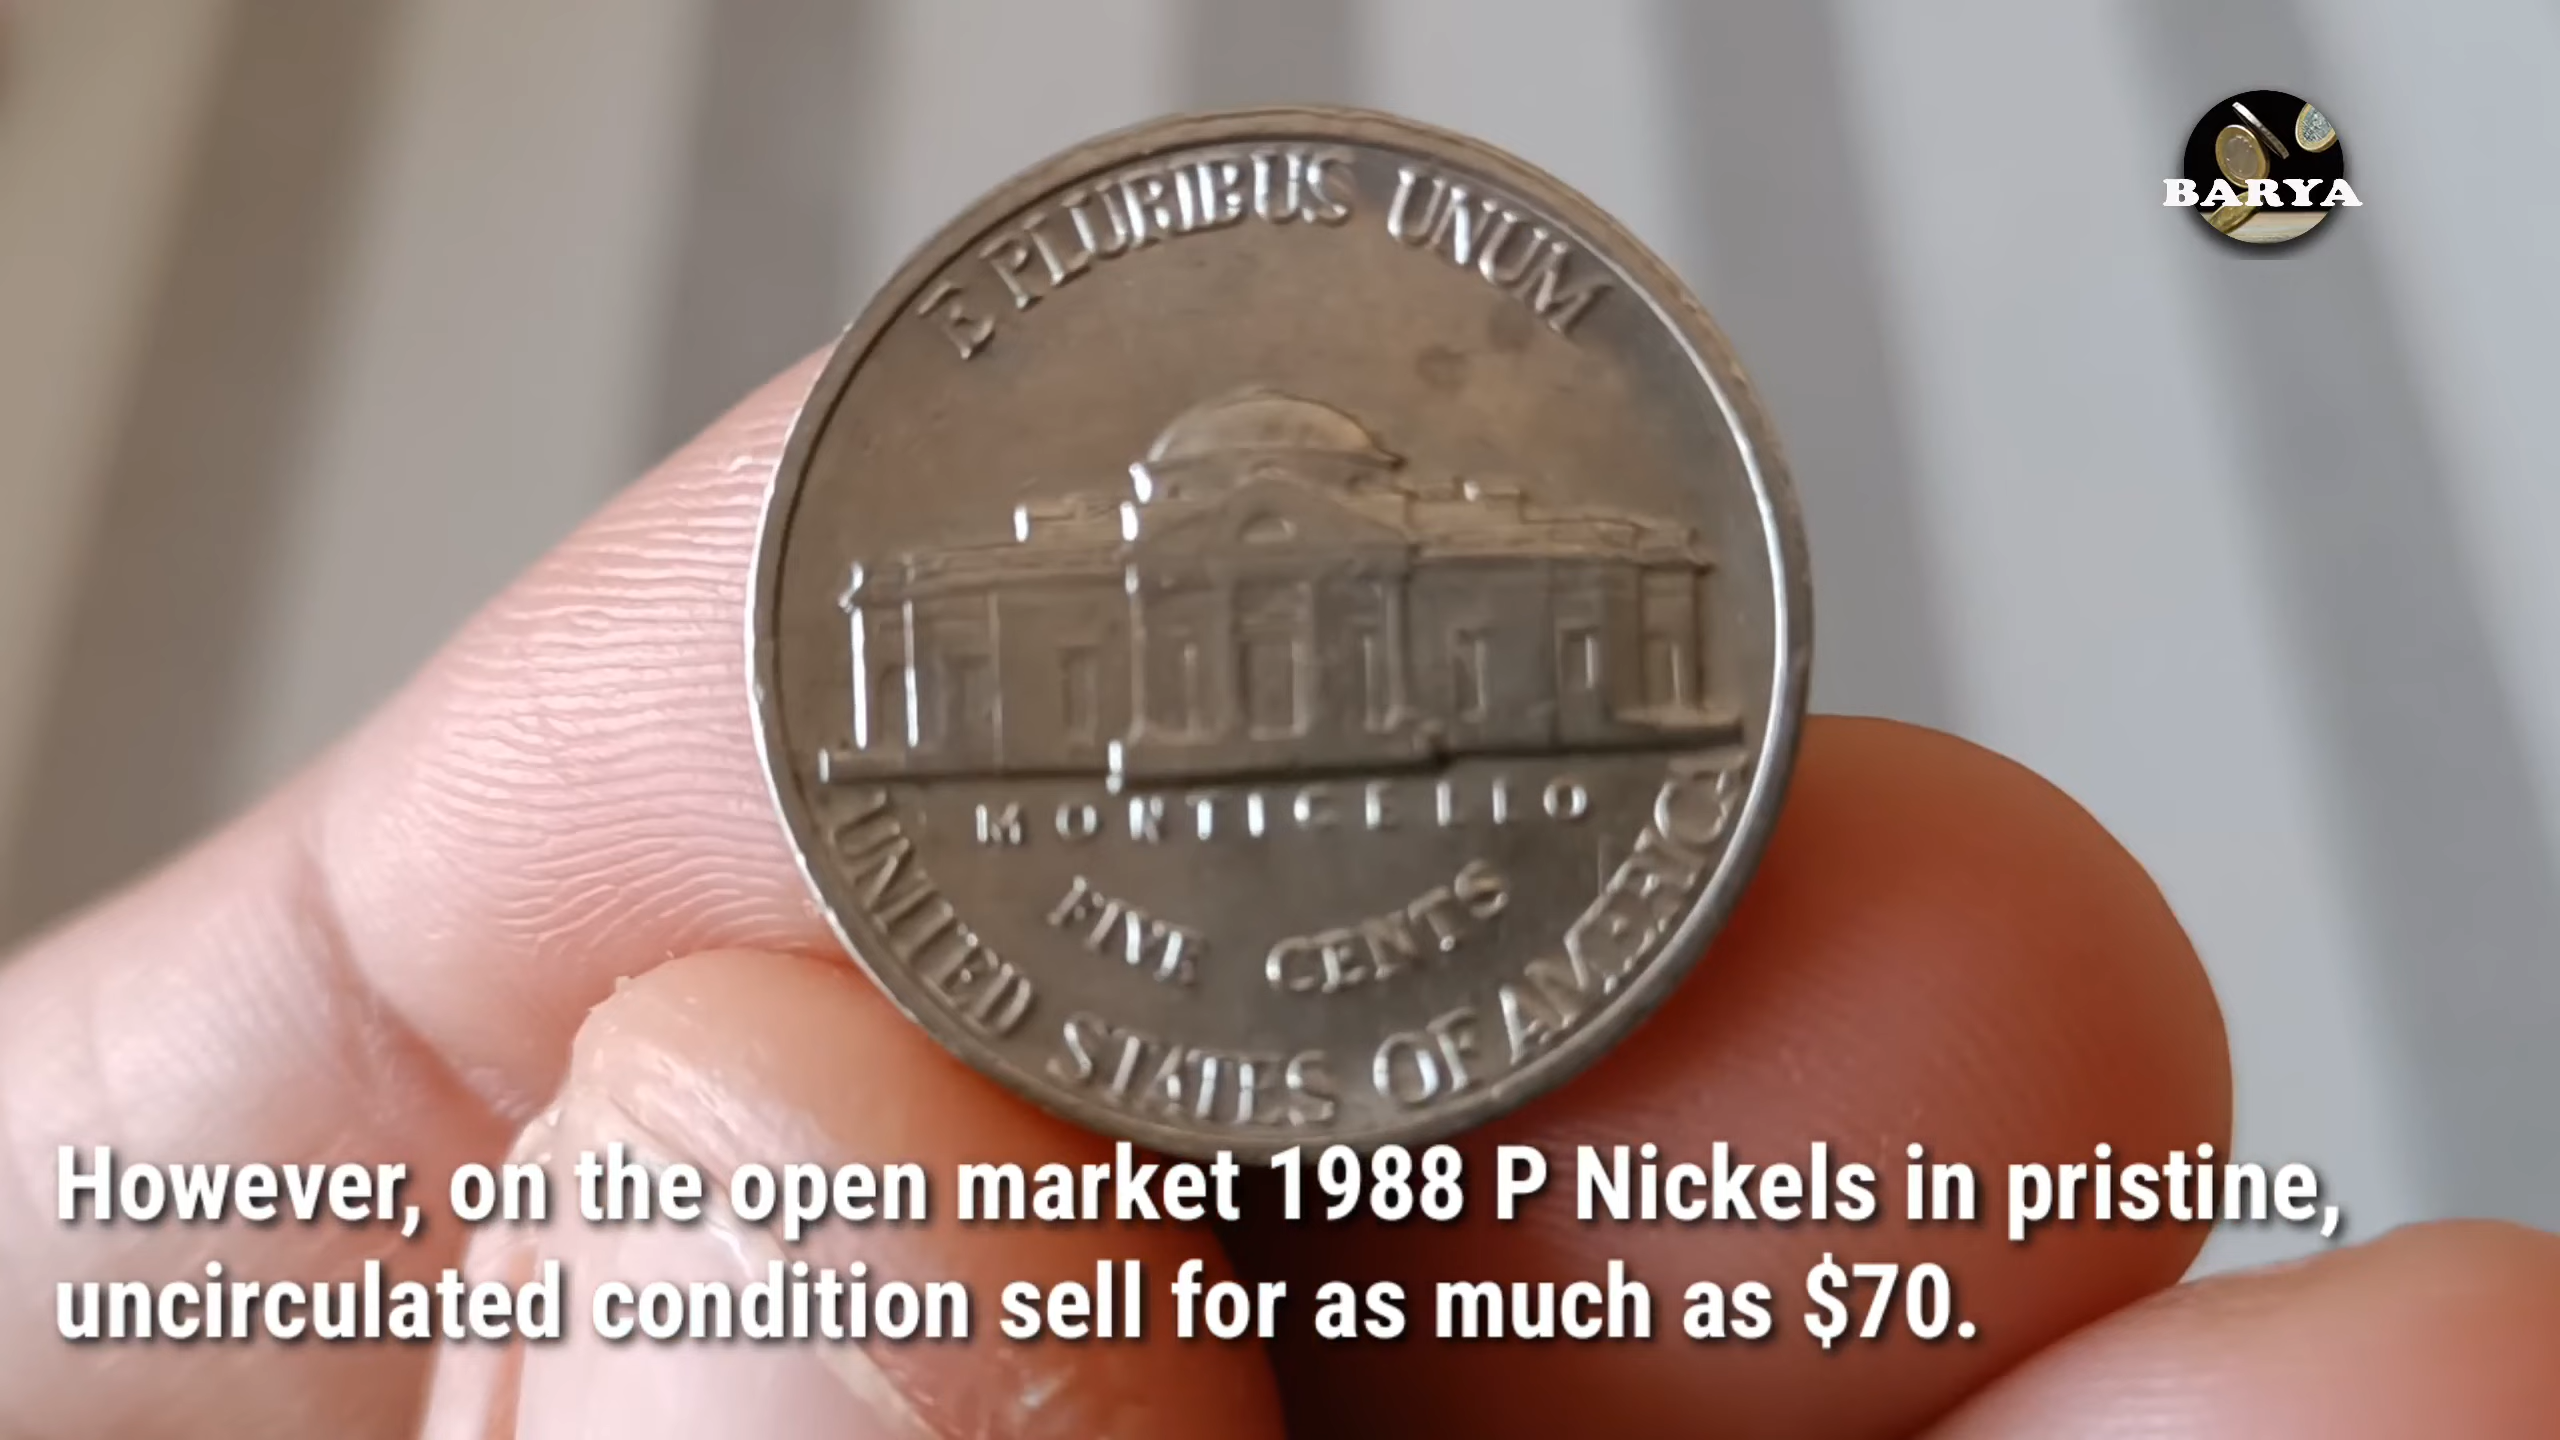 BARYA
E PLURIBUS UNUM
MONTICELLO
FIVE CENTS
UNITED STATES OF AMERICA
However, on the open market 1988 P Nickels in pristine,
uncirculated condition sell for as much as $70.